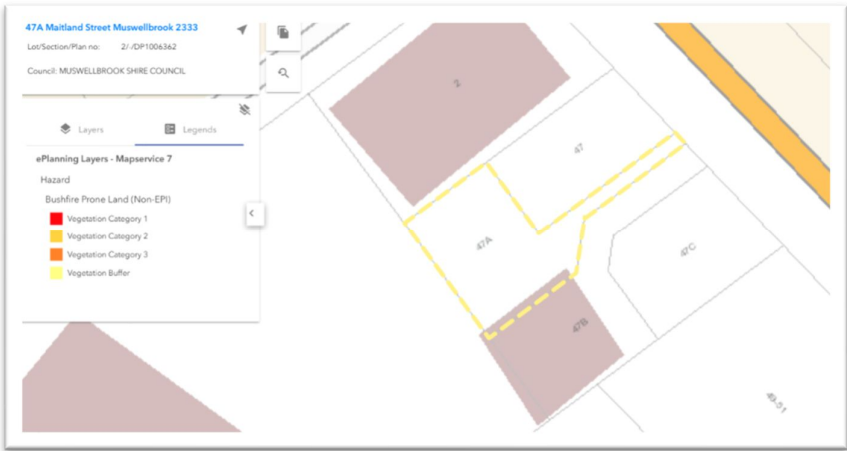 47A Maitland Street Muswellbrook 2333
Lot/Section/Plan no: 2/-/DP1006362
Council: MUSWELLBROOK SHIRE COUNCIL
Layers
Legends
ePlanning Layers - Mapservice 7
Hazard
Bushfire Prone Land (Non-EPI)
Vegetation Category 1
Vegetation Category 2
Vegetation Category 3
Vegetation Buffer
2
47
47A
47C
47B
49-51